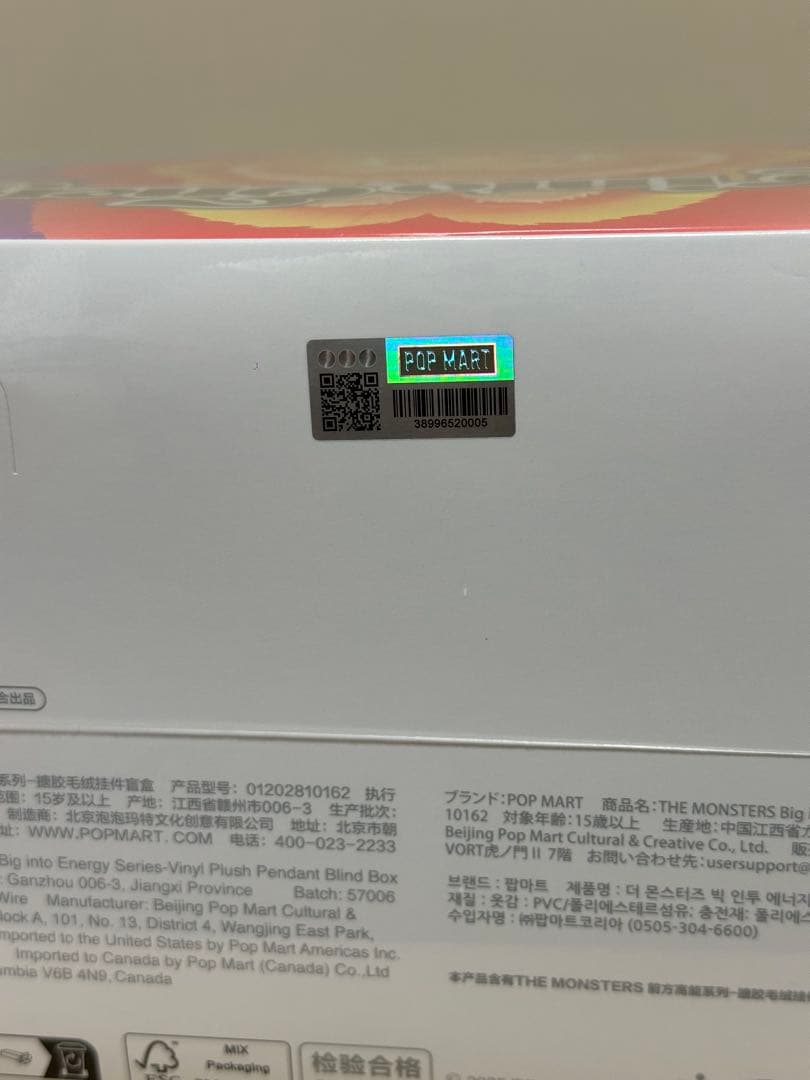 POP MART
38996520005
合出品
系列-搪胶毛绒挂件盲盒 产品型号: 01202810162 执行
范围: 15岁及以上 产地: 江西省赣州市006-3 生产批次:
制造商: 北京泡泡玛特文化创意有限公司 地址: 北京市朝
址: WWW.POPMART.COM 电话: 400-023-2233
Big into Energy Series-Vinyl Plush Pendant Blind Box
: Ganzhou 006-3, Jiangxi Province Batch: 57006
Wire Manufacturer: Beijing Pop Mart Cultural &
lock A, 101, No. 13, District 4, Wangjing East Park,
mported to the United States by Pop Mart Americas Inc.
Imported to Canada by Pop Mart (Canada) Co.,Ltd
umbia V6B 4N9, Canada
ブランド:POP MART 商品名:THE MONSTERS Big
10162 対象年齢:15歳以上 生産地:中国江西省
Beijing Pop Mart Cultural & Creative Co., Ltd. 販
VORT虎ノ門II 7階 お問い合わせ先:usersupport@
브랜드 : 팝마트 제품명 : 더 몬스터즈 빅 인투 에너지
재질 : 옷감 : PVC/폴리에스테르섬유; 충전재: 폴리에스
수입자명 : ㈜팝마트코리아 (0505-304-6600)
本产品含有THE MONSTERS 前方高能系列-搪胶毛绒挂件
MIX
Packaging
FSC
检验合格